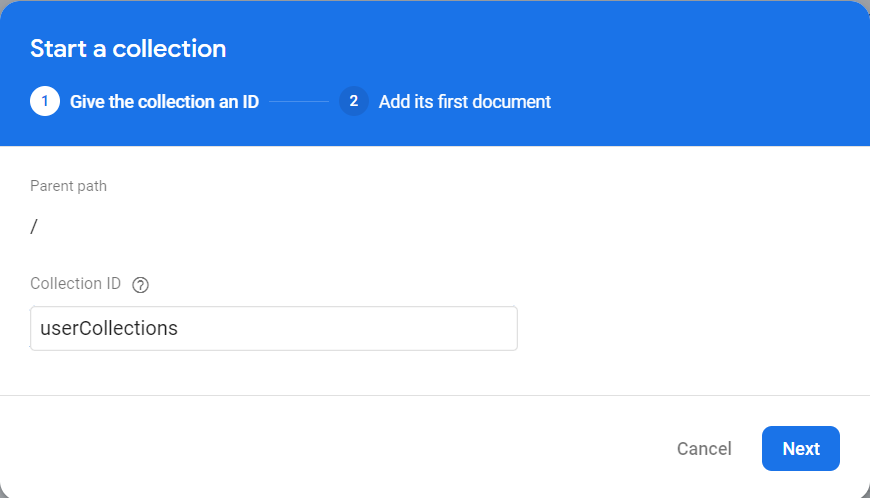 Start a collection
1 Give the collection an ID 2 Add its first document
Parent path
/
Collection ID ?
userCollections
Cancel Next